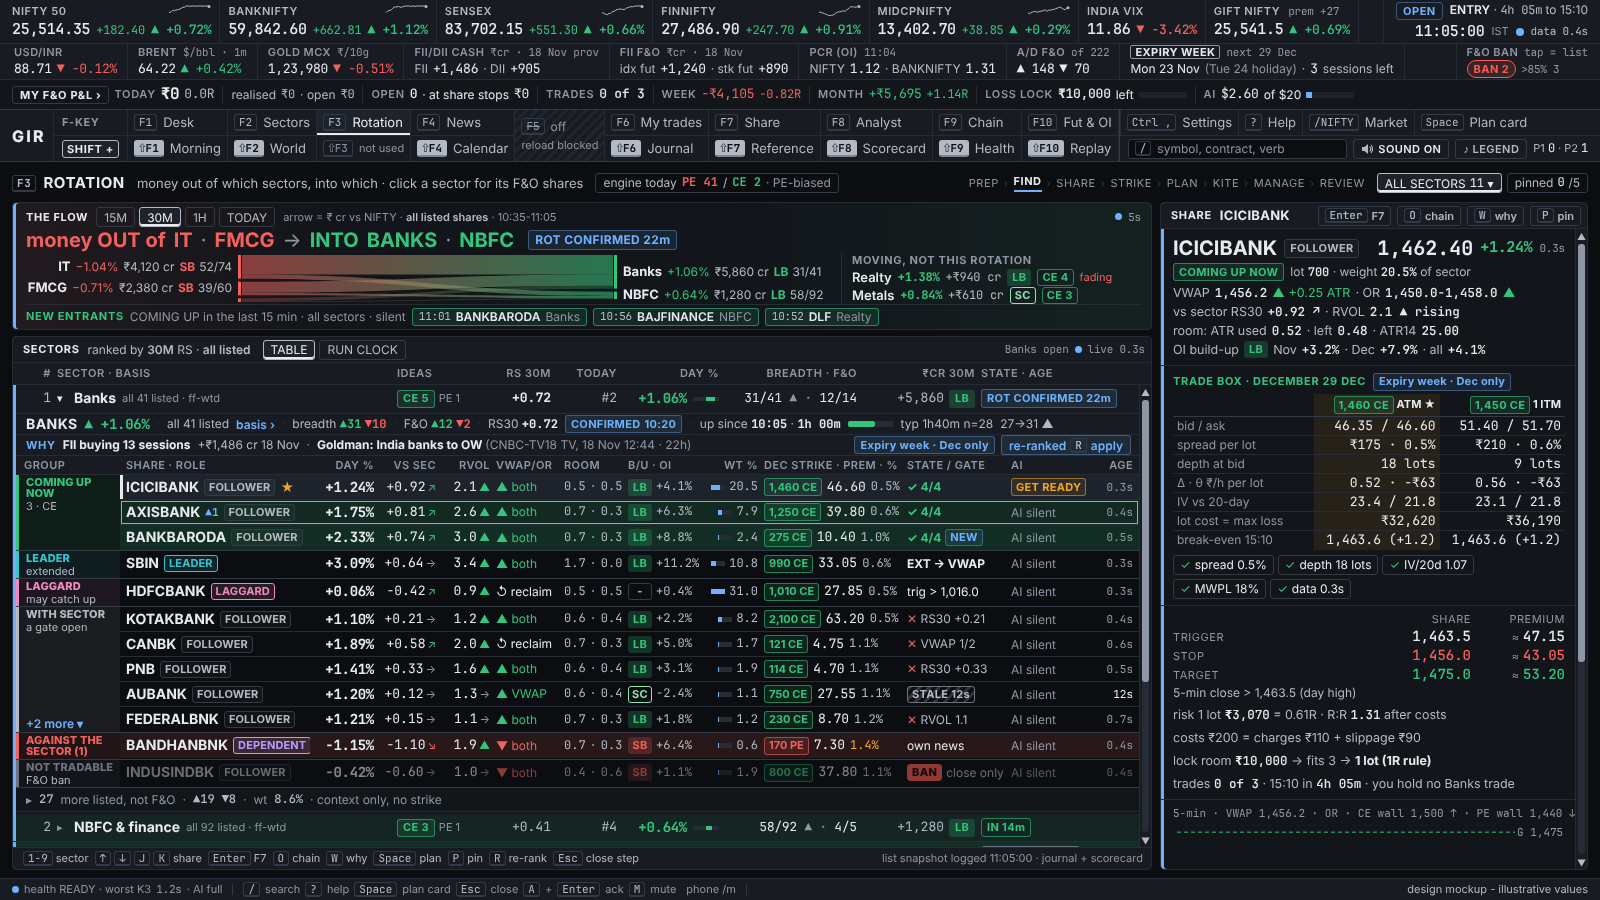 NIFTY 50 BANKNIFTY SENSEX FINNIFTY MIDCPNIFTY INDIA VIX GIFT NIFTY prem +27 OPEN ENTRY · 4h 05m to 15:10
25,514.35 +182.40 ▲ +0.72% 59,842.60 +662.81 ▲ +1.12% 83,702.15 +551.30 ▲ +0.66% 27,486.90 +247.70 ▲ +0.91% 13,402.70 +38.85 ▲ +0.29% 11.86 ▼ -3.42% 25,541.5 ▲ +0.69% 11:05:00 IST ● data 0.4s
USD/INR BRENT $/bbl · 1m GOLD MCX ₹/10g FII/DII CASH ₹cr · 18 Nov prov FII F&O ₹cr · 18 Nov PCR (OI) 11:04 A/D F&O of 222 EXPIRY WEEK next 29 Dec F&O BAN tap = list
88.71 ▼ -0.12% 64.22 ▲ +0.42% 1,23,980 ▼ -0.51% FII +1,486 · DII +905 idx fut +1,240 · stk fut +890 NIFTY 1.12 · BANKNIFTY 1.31 ▲ 148 ▼ 70 Mon 23 Nov (Tue 24 holiday) · 3 sessions left BAN 2 >85% 3
MY F&O P&L › TODAY ₹0 0.0R realised ₹0 · open ₹0 OPEN 0 · at share stops ₹0 TRADES 0 of 3 WEEK -₹4,105 -0.82R MONTH +₹5,695 +1.14R LOSS LOCK ₹10,000 left AI $2.60 of $20
GIR F-KEY F1 Desk F2 Sectors F3 Rotation F4 News F5 off F6 My trades F7 Share F8 Analyst F9 Chain F10 Fut & OI Ctrl , Settings ? Help /NIFTY Market Space Plan card
SHIFT + ⇧F1 Morning ⇧F2 World ⇧F3 not used ⇧F4 Calendar reload blocked ⇧F6 Journal ⇧F7 Reference ⇧F8 Scorecard ⇧F9 Health ⇧F10 Replay / symbol, contract, verb SOUND ON ♪ LEGEND P1 0 · P2 1
F3 ROTATION money out of which sectors, into which · click a sector for its F&O shares engine today PE 41 / CE 2 · PE-biased PREP › FIND › SHARE › STRIKE › PLAN › KITE › MANAGE › REVIEW ALL SECTORS 11 ▾ pinned 0 /5
THE FLOW 15M 30M 1H TODAY arrow = ₹ cr vs NIFTY · all listed shares · 10:35-11:05 ● 5s
money OUT of IT · FMCG → INTO BANKS · NBFC ROT CONFIRMED 22m
IT −1.04% ₹4,120 cr SB 52/74
FMCG −0.71% ₹2,380 cr SB 39/60
Banks +1.06% ₹5,860 cr LB 31/41
NBFC +0.64% ₹1,280 cr LB 58/92
MOVING, NOT THIS ROTATION
Realty +1.38% +₹940 cr LB CE 4 fading
Metals +0.84% +₹610 cr SC CE 3
NEW ENTRANTS COMING UP in the last 15 min · all sectors · silent 11:01 BANKBARODA Banks 10:56 BAJFINANCE NBFC 10:52 DLF Realty
SECTORS ranked by 30M RS · all listed TABLE RUN CLOCK Banks open ● live 0.3s
# SECTOR · BASIS IDEAS RS 30M TODAY DAY % BREADTH · F&O ₹CR 30M STATE · AGE
1 ▾ Banks all 41 listed · ff-wtd CE 5 PE 1 +0.72 #2 +1.06% 31/41 ▲ · 12/14 +5,860 LB ROT CONFIRMED 22m
BANKS ▲ +1.06% · all 41 listed basis › · breadth ▲31 ▼10 · F&O ▲12 ▼2 · RS30 +0.72 CONFIRMED 10:20 · up since 10:05 · 1h 00m typ 1h40m n=28 27→31 ▲
WHY FII buying 13 sessions +₹1,486 cr 18 Nov · Goldman: India banks to OW (CNBC-TV18 TV, 18 Nov 12:44 · 22h) Expiry week · Dec only re-ranked R apply
GROUP SHARE · ROLE DAY % VS SEC RVOL VWAP/OR ROOM B/U · OI WT % DEC STRIKE · PREM · % STATE / GATE AI AGE
COMING UP NOW
3 · CE
ICICIBANK FOLLOWER ★ +1.24% +0.92 ↗ 2.1 ▲ ▲ both 0.5 · 0.5 LB +4.1% 20.5 1,460 CE 46.60 0.5% ✓ 4/4 GET READY 0.3s
AXISBANK ▲1 FOLLOWER +1.75% +0.81 ↗ 2.6 ▲ ▲ both 0.7 · 0.3 LB +6.3% 7.9 1,250 CE 39.80 0.6% ✓ 4/4 AI silent 0.4s
BANKBARODA FOLLOWER +2.33% +0.74 ↗ 3.0 ▲ ▲ both 0.7 · 0.3 LB +8.4% 2.4 275 CE 10.40 1.0% ✓ 4/4 NEW AI silent 0.5s
LEADER
extended
SBIN LEADER +3.09% +0.64 → 3.4 ▲ ▲ both 1.7 · 0.0 LB +11.2% 10.8 990 CE 33.05 0.6% EXT → VWAP AI silent 0.3s
LAGGARD
may catch up
HDFCBANK LAGGARD +0.06% -0.42 ↗ 0.9 ▲ ↺ reclaim 0.5 · 0.5 - +0.4% 31.0 1,010 CE 27.85 0.5% trig > 1,016.0 AI silent 0.3s
WITH SECTOR
a gate open
KOTAKBANK FOLLOWER +1.10% +0.21 → 1.2 ▲ ▲ both 0.6 · 0.4 LB +2.2% 8.2 2,100 CE 63.20 0.5% ✕ RS30 +0.21 AI silent 0.4s
CANBK FOLLOWER +1.89% +0.58 ↗ 2.0 ▲ ↺ reclaim 0.7 · 0.3 LB +5.0% 1.7 121 CE 4.75 1.1% ✕ VWAP 1/2 AI silent 0.6s
PNB FOLLOWER +1.41% +0.33 → 1.6 ▲ ▲ both 0.6 · 0.4 LB +3.1% 1.9 114 CE 4.70 1.1% ✕ RS30 +0.33 AI silent 0.5s
AUBANK FOLLOWER +1.20% +0.12 → 1.3 → ▲ VWAP 0.6 · 0.4 SC -2.4% 1.1 750 CE 27.55 1.1% STALE 12s AI silent 12s
FEDERALBNK FOLLOWER +1.21% +0.15 → 1.1 → ▲ both 0.7 · 0.3 LB +1.8% 1.2 230 CE 8.70 1.2% ✕ RVOL 1.1 AI silent 0.7s
+2 more ▾
AGAINST THE SECTOR (1)
BANDHANBNK DEPENDENT -1.15% -1.10 ↘ 1.9 ▲ ▼ both 0.7 · 0.3 SB +6.4% 0.6 170 PE 7.30 1.4% own news AI silent 0.4s
NOT TRADABLE
F&O ban
INDUSINDBK FOLLOWER -0.42% -0.60 → 1.0 → ▼ both 0.4 · 0.6 SB +1.1% 1.9 800 CE 37.80 1.1% BAN close only AI silent 0.4s
▸ 27 more listed, not F&O · ▲19 ▼8 · wt 8.6% · context only, no strike
2 ▸ NBFC & finance all 92 listed · ff-wtd CE 3 PE 1 +0.41 #4 +0.64% 58/92 ▲ · 4/5 +1,280 LB IN 14m
1-9 sector ↑ ↓ J K share Enter F7 O chain W why Space plan P pin R re-rank Esc close step list snapshot logged 11:05:00 · journal + scorecard
SHARE ICICIBANK Enter F7 O chain W why P pin
ICICIBANK FOLLOWER 1,462.40 +1.24% 0.3s
COMING UP NOW lot 700 · weight 20.5% of sector
VWAP 1,456.2 ▲ +0.25 ATR · OR 1,450.0-1,458.0 ▲
vs sector RS30 +0.92 ↗ · RVOL 2.1 ▲ rising
room: ATR used 0.52 · left 0.48 · ATR14 25.00
OI build-up LB Nov +3.2% · Dec +7.9% · all +4.1%
TRADE BOX · DECEMBER 29 DEC Expiry week · Dec only
1,460 CE ATM ★ 1,450 CE 1 ITM
bid / ask 46.35 / 46.60 51.40 / 51.70
spread per lot ₹175 · 0.5% ₹210 · 0.6%
depth at bid 18 lots 9 lots
Δ · θ ₹/h per lot 0.52 · -₹63 0.56 · -₹63
IV vs 20-day 23.4 / 21.8 23.1 / 21.8
lot cost = max loss ₹32,620 ₹36,190
break-even 15:10 1,463.6 (+1.2) 1,463.6 (+1.2)
✓ spread 0.5% ✓ depth 18 lots ✓ IV/20d 1.07
✓ MWPL 18% ✓ data 0.3s
SHARE PREMIUM
TRIGGER 1,463.5 ≈ 47.15
STOP 1,456.0 ≈ 43.05
TARGET 1,475.0 ≈ 53.20
5-min close > 1,463.5 (day high)
risk 1 lot ₹3,070 = 0.61R · R:R 1.31 after costs
costs ₹200 = charges ₹110 + slippage ₹90
lock room ₹10,000 → fits 3 → 1 lot (1R rule)
trades 0 of 3 · 15:10 in 4h 05m · you hold no Banks trade
5-min · VWAP 1,456.2 · OR · CE wall 1,500 ↑ · PE wall 1,440 ↓
G 1,475
● health READY · worst K3 1.2s · AI full / search ? help Space plan card Esc close A + Enter ack M mute phone /m design mockup - illustrative values